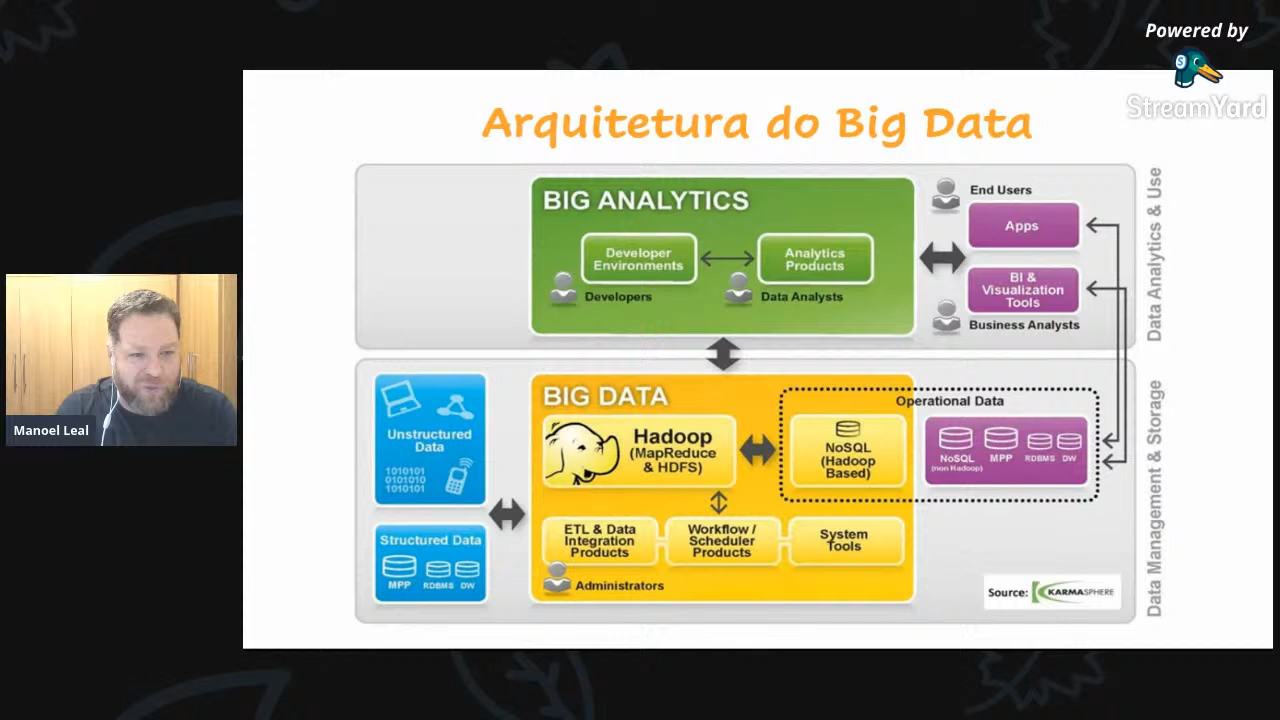 Powered by
StreamYard
Arquitetura do Big Data
BIG ANALYTICS
Developer
Environments
Developers
Analytics
Products
Data Analysts
End Users
Apps
BI &
Visualization
Tools
Business Analysts
Data Analytics & Use
Manoel Leal
Unstructured
Data
1010101
0101010
1010101
Structured Data
MPP
RDBMS
DW
BIG DATA
Hadoop
(MapReduce
& HDFS)
Operational Data
NoSQL
(Hadoop
Based)
NoSQL
(non Hadoop)
MPP
RDBMS
DW
ETL & Data
Integration
Products
Workflow /
Scheduler
Products
System
Tools
Administrators
Source: KARMASPHERE
Data Management & Storage